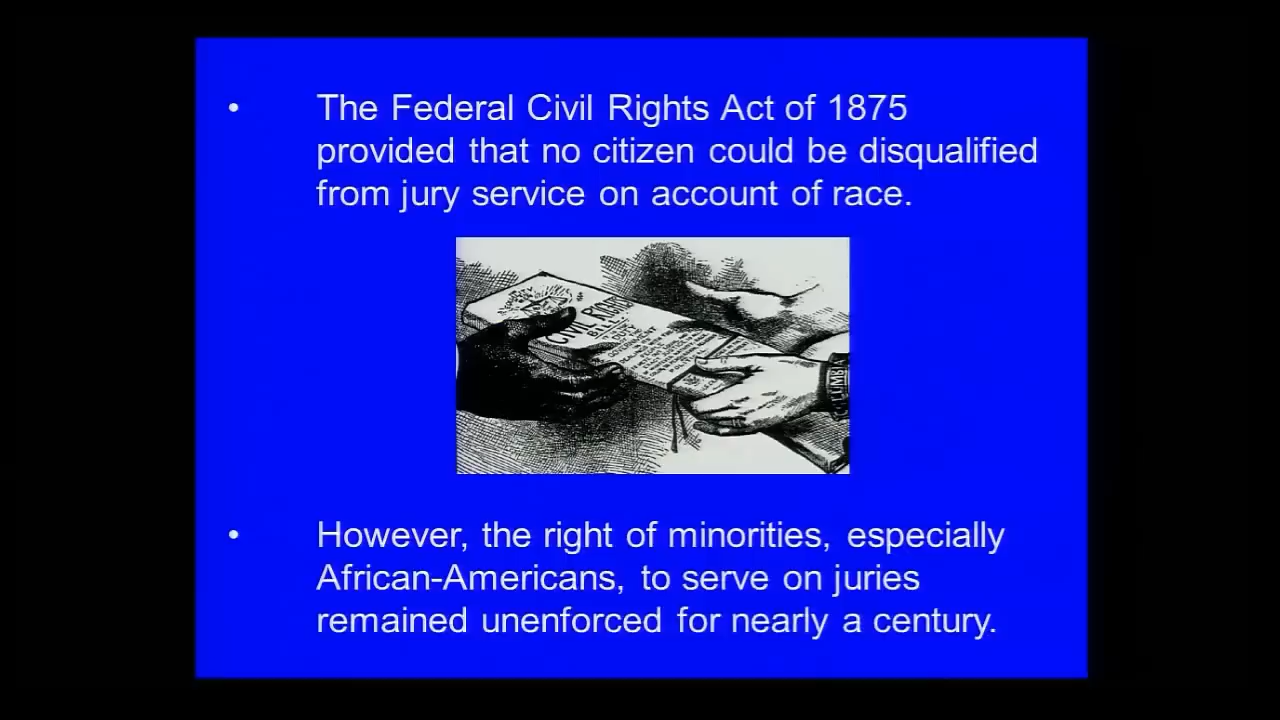 • The Federal Civil Rights Act of 1875
provided that no citizen could be disqualified
from jury service on account of race.
CIVIL RIGHTS
BILL
• However, the right of minorities, especially
African-Americans, to serve on juries
remained unenforced for nearly a century.